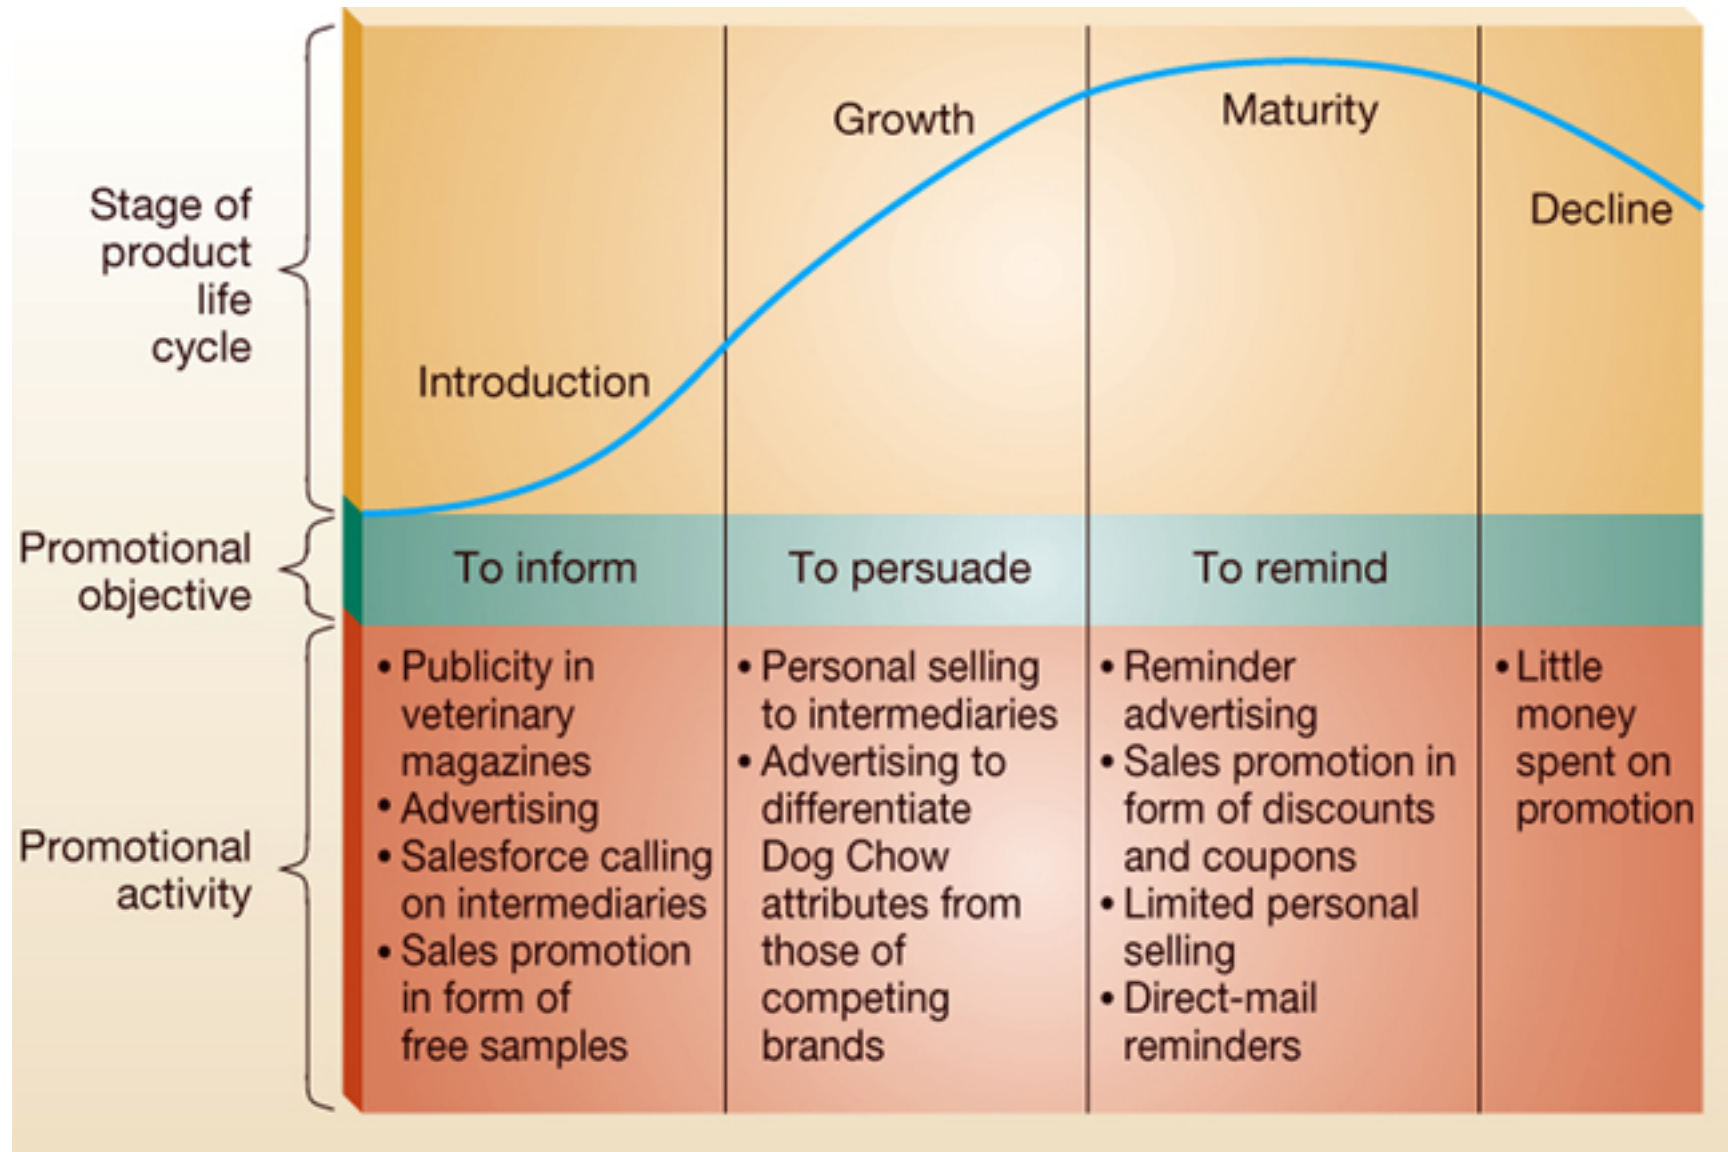 Stage of
product
life
cycle
Introduction
Growth
Maturity
Decline
Promotional
objective
To inform
To persuade
To remind
Promotional
activity
• Publicity in
veterinary
magazines
• Advertising
• Salesforce calling
on intermediaries
• Sales promotion
in form of
free samples
• Personal selling
to intermediaries
• Advertising to
differentiate
Dog Chow
attributes from
those of
competing
brands
• Reminder
advertising
• Sales promotion in
form of discounts
and coupons
• Limited personal
selling
• Direct-mail
reminders
• Little
money
spent on
promotion